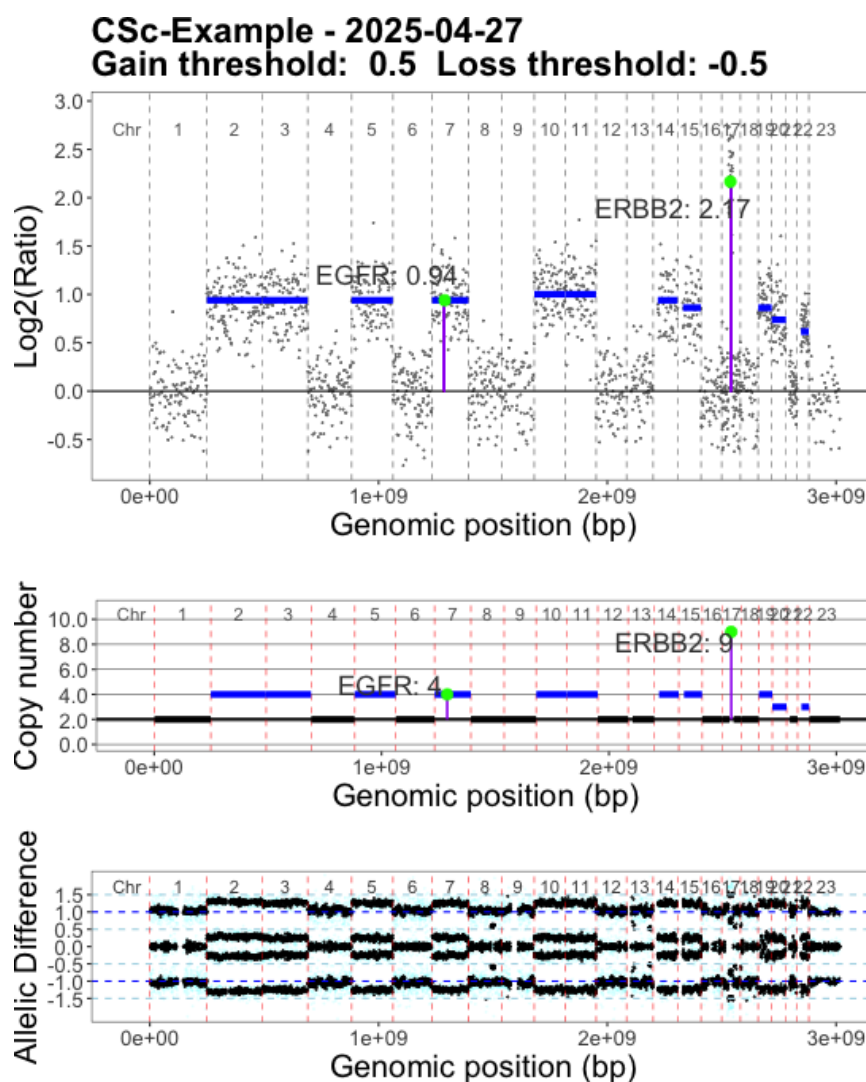 CSc-Example - 2025-04-27
Gain threshold:  0.5  Loss threshold: -0.5
Log2(Ratio)
3.0
2.5
2.0
1.5
1.0
0.5
0.0
-0.5
Chr 1 2 3 4 5 6 7 8 9 10 11 12 13 14 15 16 17 18 19 20 21 22 23
ERBB2: 2.17
EGFR: 0.94
0e+00 1e+09 2e+09 3e+09
Genomic position (bp)
Copy number
10.0
8.0
6.0
4.0
2.0
0.0
Chr 1 2 3 4 5 6 7 8 9 10 11 12 13 14 15 16 17 18 19 20 21 22 23
ERBB2: 9
EGFR: 4
0e+00 1e+09 2e+09 3e+09
Genomic position (bp)
Allelic Difference
1.5
1.0
0.5
0.0
-0.5
-1.0
-1.5
Chr 1 2 3 4 5 6 7 8 9 10 11 12 13 14 15 16 17 18 19 20 21 22 23
0e+00 1e+09 2e+09 3e+09
Genomic position (bp)